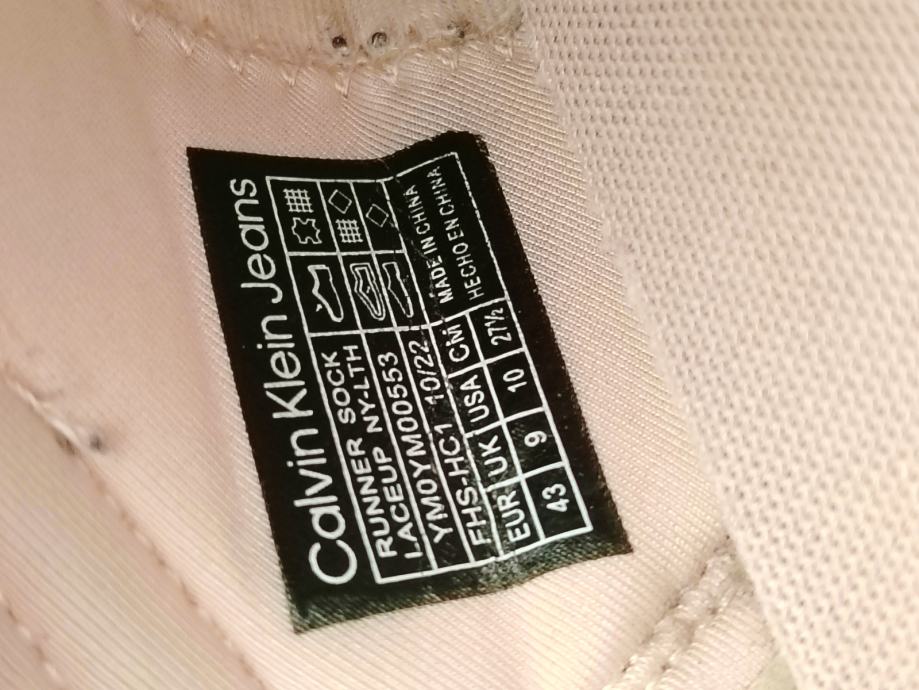 Calvin Klein Jeans
RUNNER SOCK
LACEUP NY-LTH
YM0YM00553
FHS-HC1 10/22
MADE IN CHINA
HECHO EN CHINA
EUR UK USA CM
43 9 10 27½